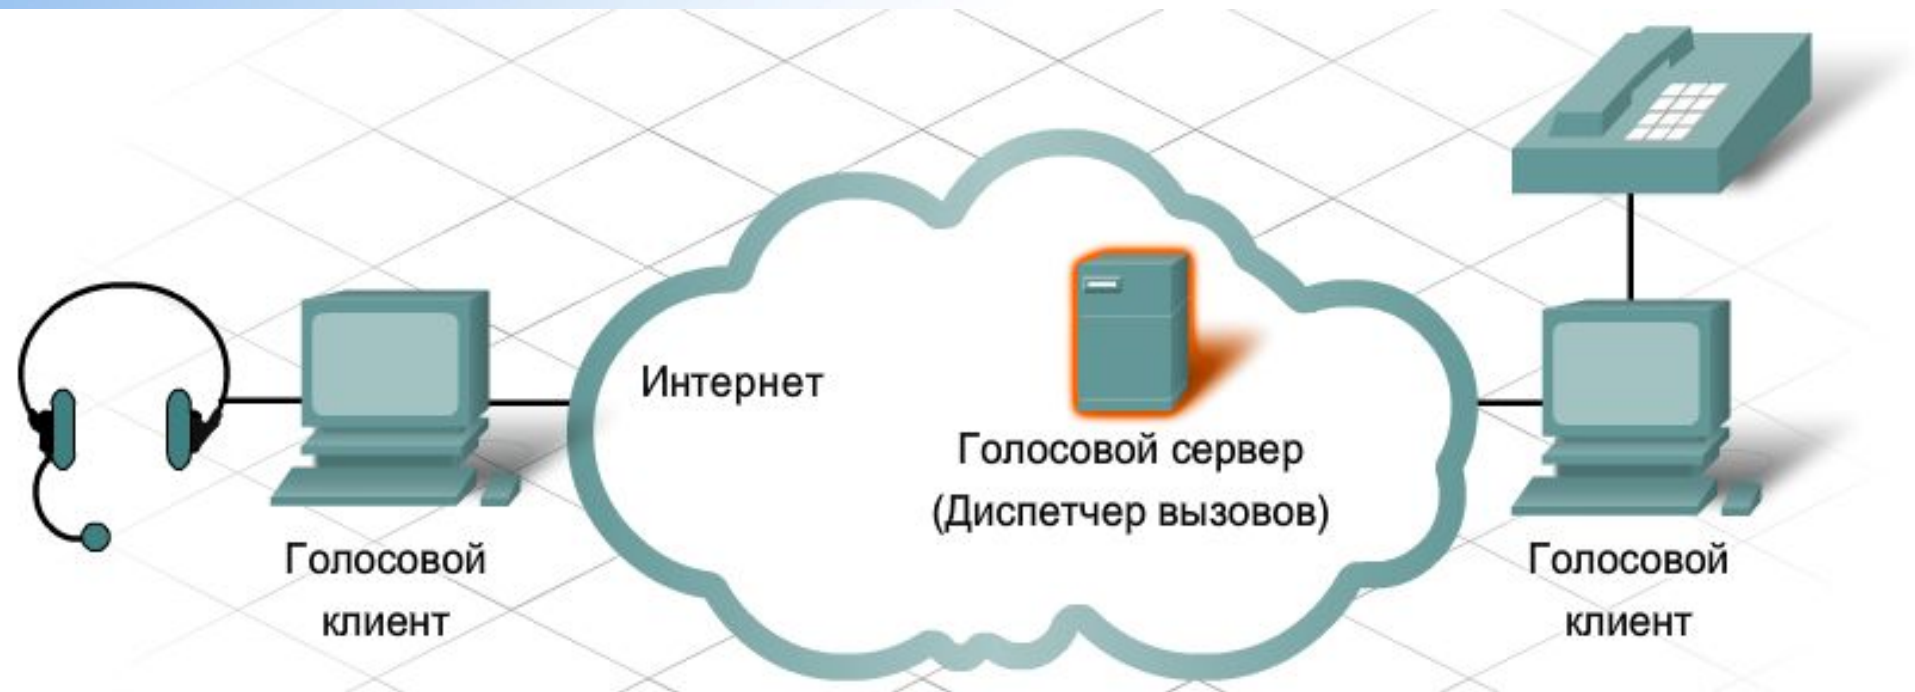 Интернет
Голосовой сервер
(Диспетчер вызовов)
Голосовой
клиент
Голосовой
клиент